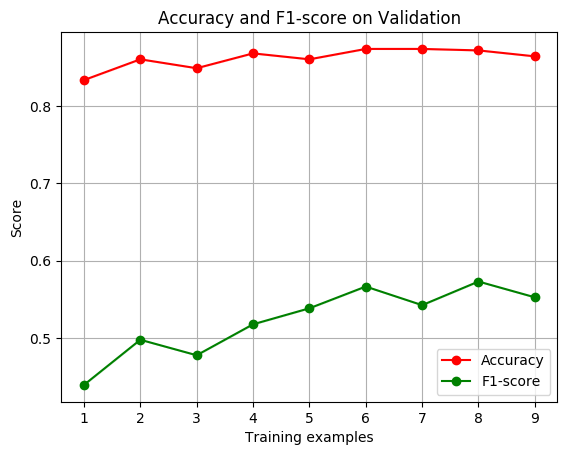 Accuracy and F1-score on Validation
Score
0.8
0.7
0.6
0.5
Accuracy
F1-score
1 2 3 4 5 6 7 8 9
Training examples